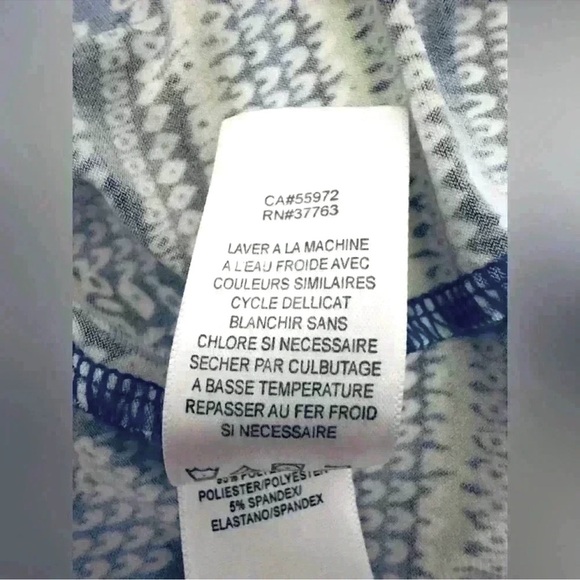 CA#55972
RN#37763
LAVER A LA MACHINE
A L'EAU FROIDE AVEC
COULEURS SIMILAIRES
CYCLE DELLICAT
BLANCHIR SANS
CHLORE SI NECESSAIRE
SECHER PAR CULBUTAGE
A BASSE TEMPERATURE
REPASSER AU FER FROID
SI NECESSAIRE
POLIESTER/POLYESTER
5% SPANDEX/
ELASTANO/SPANDEX